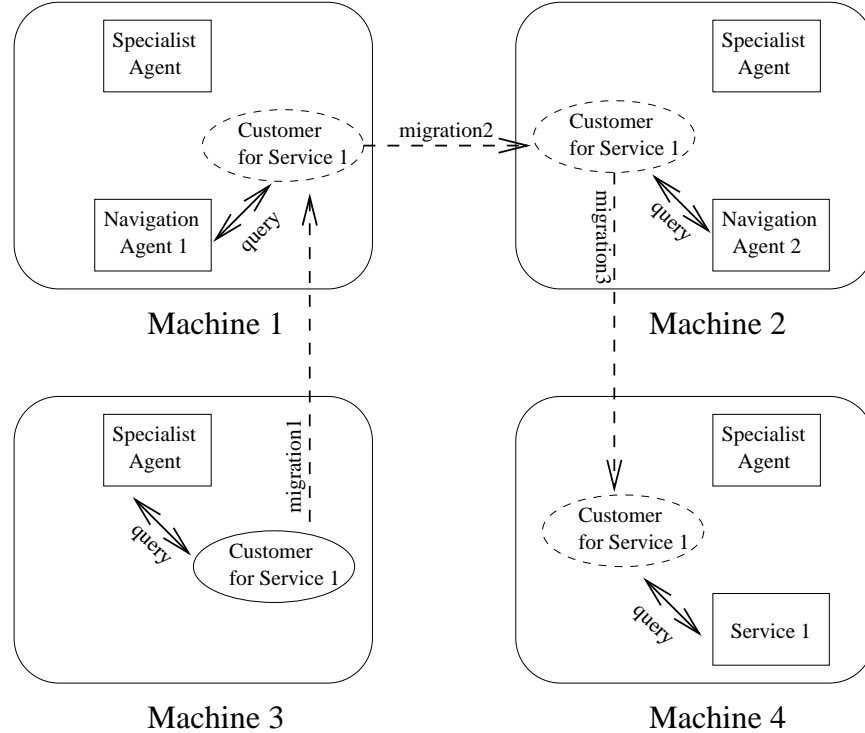 Specialist
Agent
Customer
for Service 1
Navigation
Agent 1
query
Machine 1
migration2
Specialist
Agent
Customer
for Service 1
query
Navigation
Agent 2
migration3
Machine 2
Specialist
Agent
query
Customer
for Service 1
migration1
Machine 3
Specialist
Agent
Customer
for Service 1
query
Service 1
Machine 4